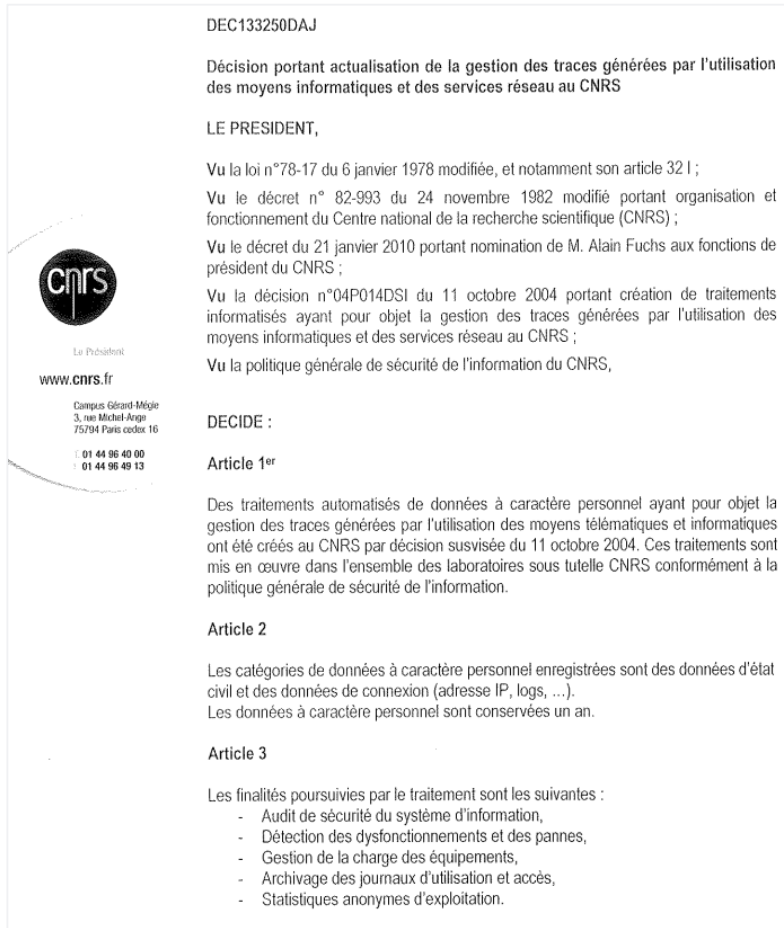 DEC133250DAJ
Décision portant actualisation de la gestion des traces générées par l'utilisation
des moyens informatiques et des services réseau au CNRS
LE PRESIDENT,
Vu la loi n°78-17 du 6 janvier 1978 modifiée, et notamment son article 32 I ;
Vu le décret n° 82-993 du 24 novembre 1982 modifié portant organisation et
fonctionnement du Centre national de la recherche scientifique (CNRS) ;
Vu le décret du 21 janvier 2010 portant nomination de M. Alain Fuchs aux fonctions de
président du CNRS ;
Vu la décision n°04P014DSI du 11 octobre 2004 portant création de traitements
informatisés ayant pour objet la gestion des traces générées par l'utilisation des
moyens informatiques et des services réseau au CNRS ;
Vu la politique générale de sécurité de l'information du CNRS,
cnrs
Le Président
www.cnrs.fr
Campus Gérard-Mégie
3, rue Michel-Ange
75794 Paris cedex 16
01 44 96 40 00
01 44 96 49 13
DECIDE :
Article 1er
Des traitements automatisés de données à caractère personnel ayant pour objet la
gestion des traces générées par l'utilisation des moyens télématiques et informatiques
ont été créés au CNRS par décision susvisée du 11 octobre 2004. Ces traitements sont
mis en œuvre dans l'ensemble des laboratoires sous tutelle CNRS conformément à la
politique générale de sécurité de l'information.
Article 2
Les catégories de données à caractère personnel enregistrées sont des données d'état
civil et des données de connexion (adresse IP, logs, ...).
Les données à caractère personnel sont conservées un an.
Article 3
Les finalités poursuivies par le traitement sont les suivantes :
- Audit de sécurité du système d'information,
- Détection des dysfonctionnements et des pannes,
- Gestion de la charge des équipements,
- Archivage des journaux d'utilisation et accès,
- Statistiques anonymes d'exploitation.